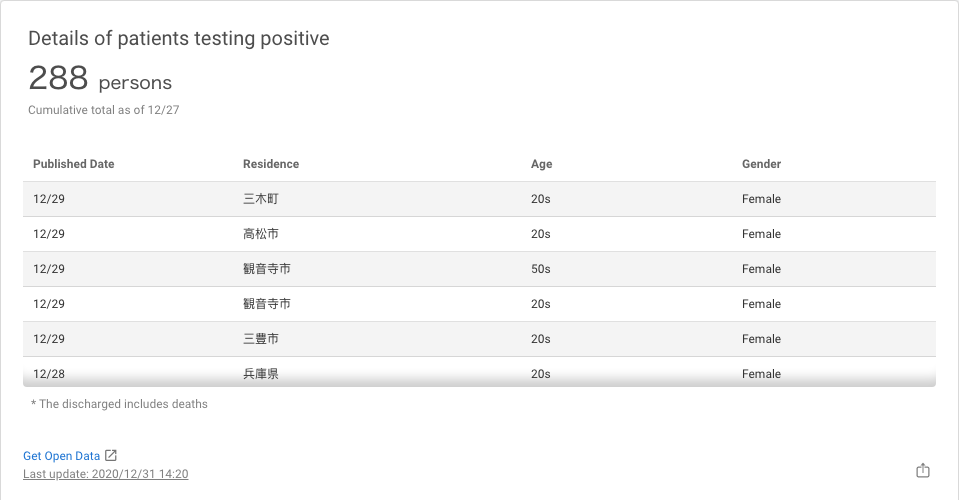 Details of patients testing positive
288 persons
Cumulative total as of 12/27
Published Date Residence Age Gender
12/29 三木町 20s Female
12/29 高松市 20s Female
12/29 観音寺市 50s Female
12/29 観音寺市 20s Female
12/29 三豊市 20s Female
12/28 兵庫県 20s Female
* The discharged includes deaths
Get Open Data
Last update: 2020/12/31 14:20